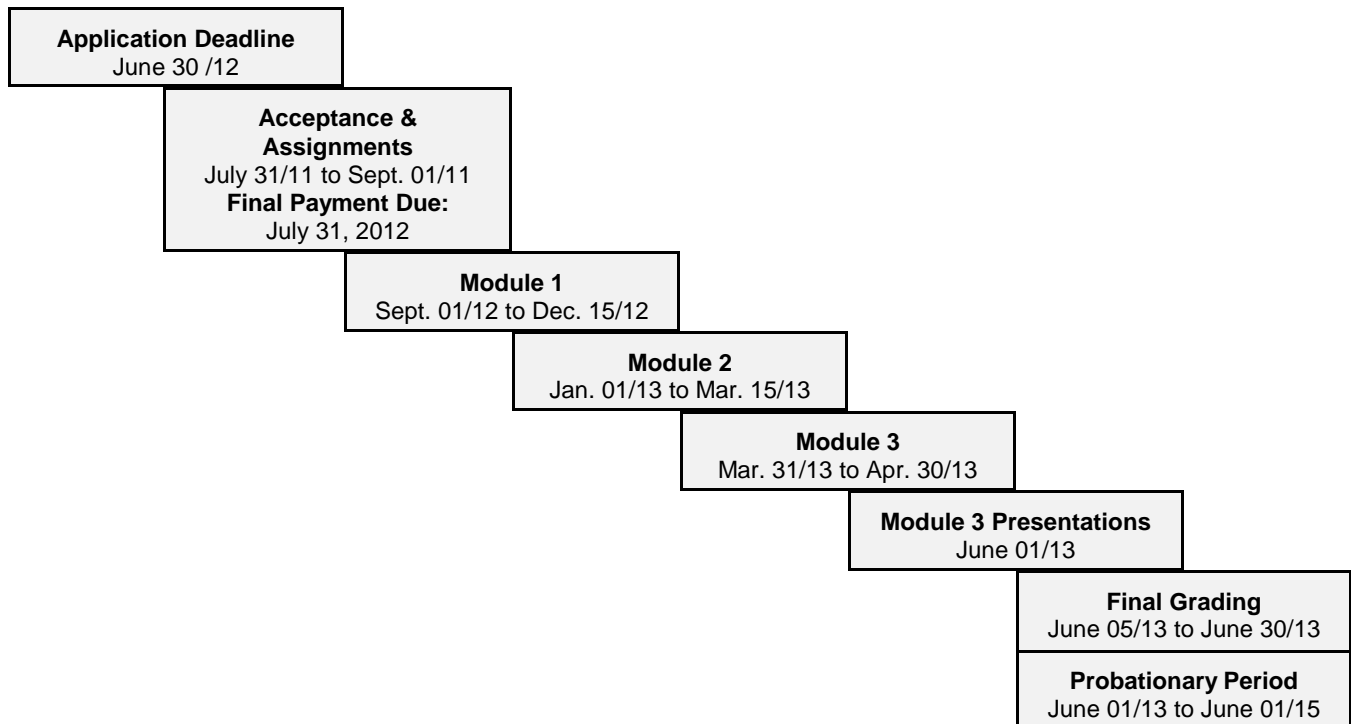 Application Deadline
June 30 /12
Acceptance &
Assignments
July 31/11 to Sept. 01/11
Final Payment Due:
July 31, 2012
Module 1
Sept. 01/12 to Dec. 15/12
Module 2
Jan. 01/13 to Mar. 15/13
Module 3
Mar. 31/13 to Apr. 30/13
Module 3 Presentations
June 01/13
Final Grading
June 05/13 to June 30/13
Probationary Period
June 01/13 to June 01/15